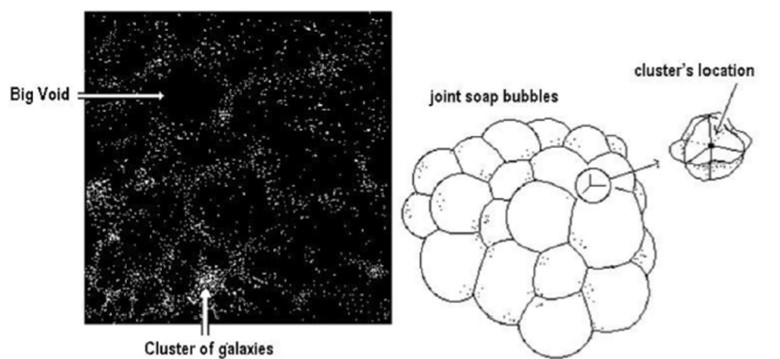 Big Void
Cluster of galaxies
joint soap bubbles
cluster's location